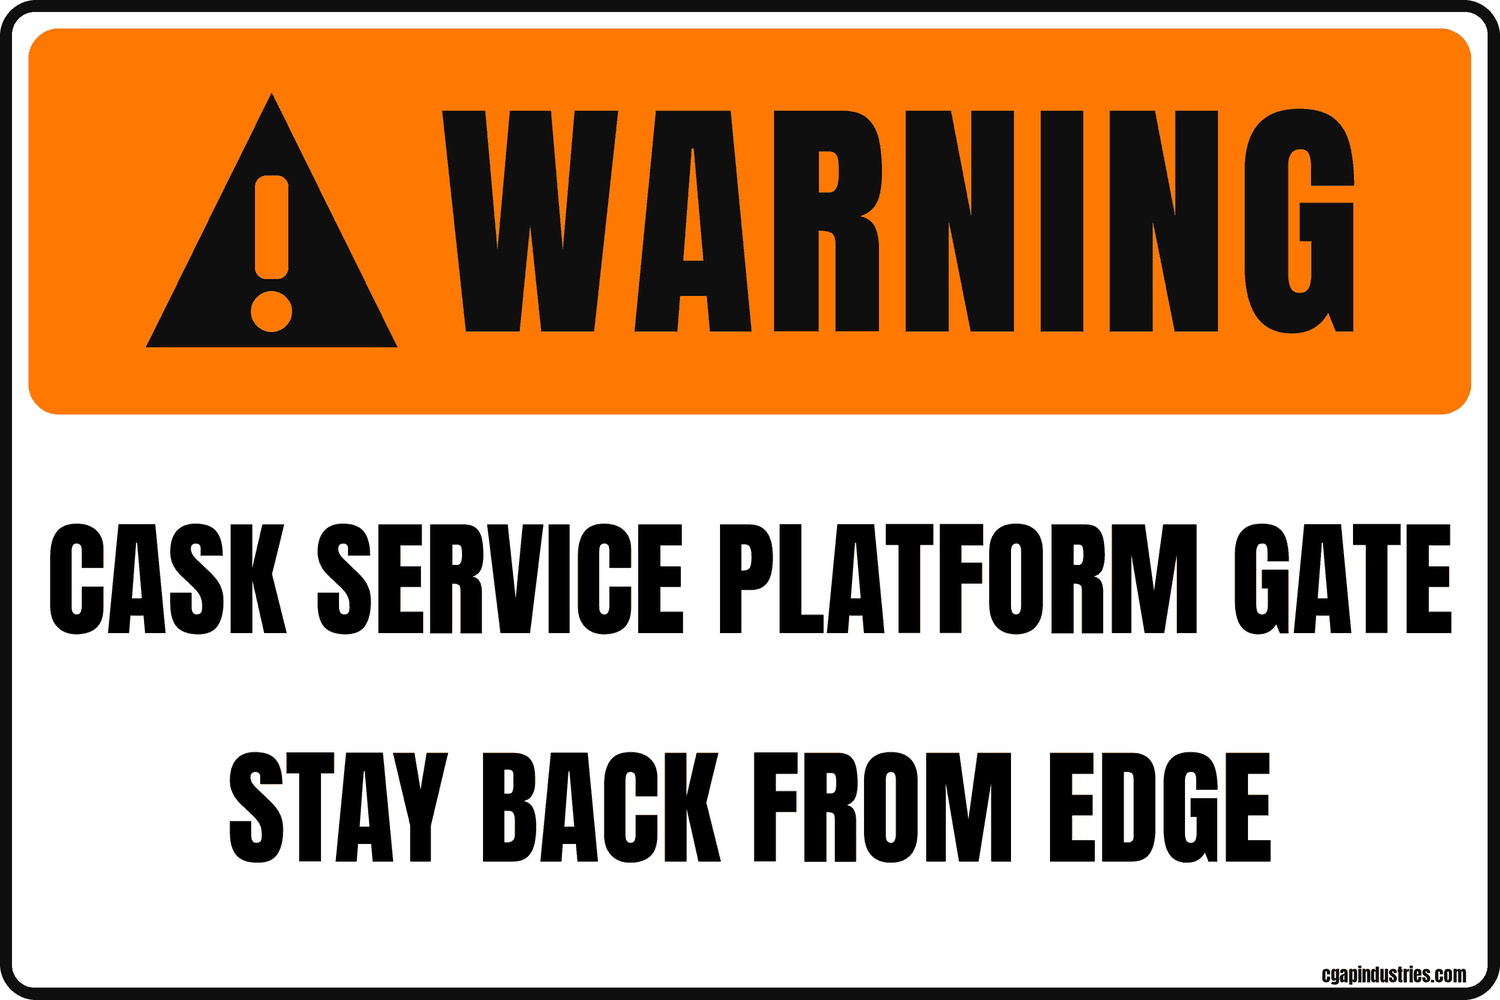 WARNING
CASK SERVICE PLATFORM GATE
STAY BACK FROM EDGE
cgapindustries.com